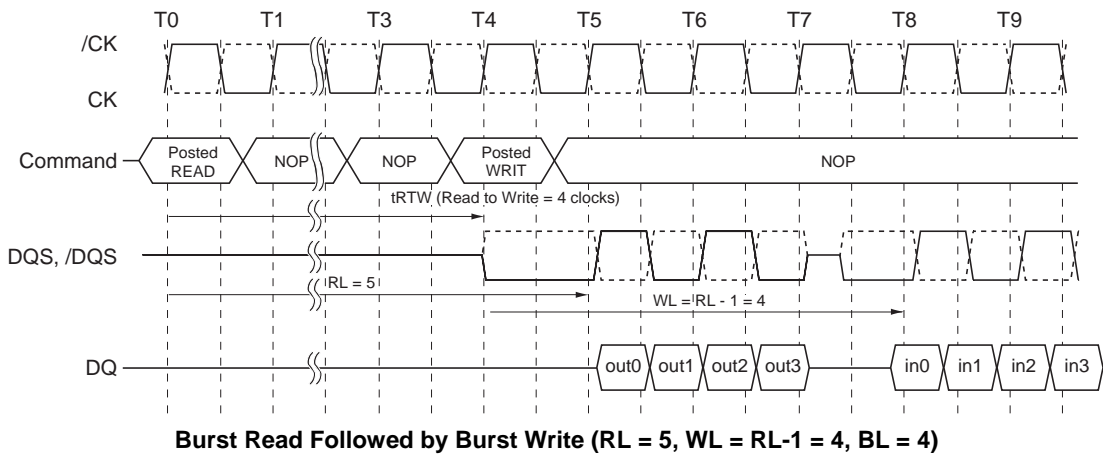 T0 T1 T3 T4 T5 T6 T7 T8 T9
/CK
CK
Command
Posted READ
NOP
NOP
Posted WRIT
NOP
tRTW (Read to Write = 4 clocks)
DQS, /DQS
RL = 5
WL = RL - 1 = 4
DQ
out0 out1 out2 out3 in0 in1 in2 in3
Burst Read Followed by Burst Write (RL = 5, WL = RL-1 = 4, BL = 4)